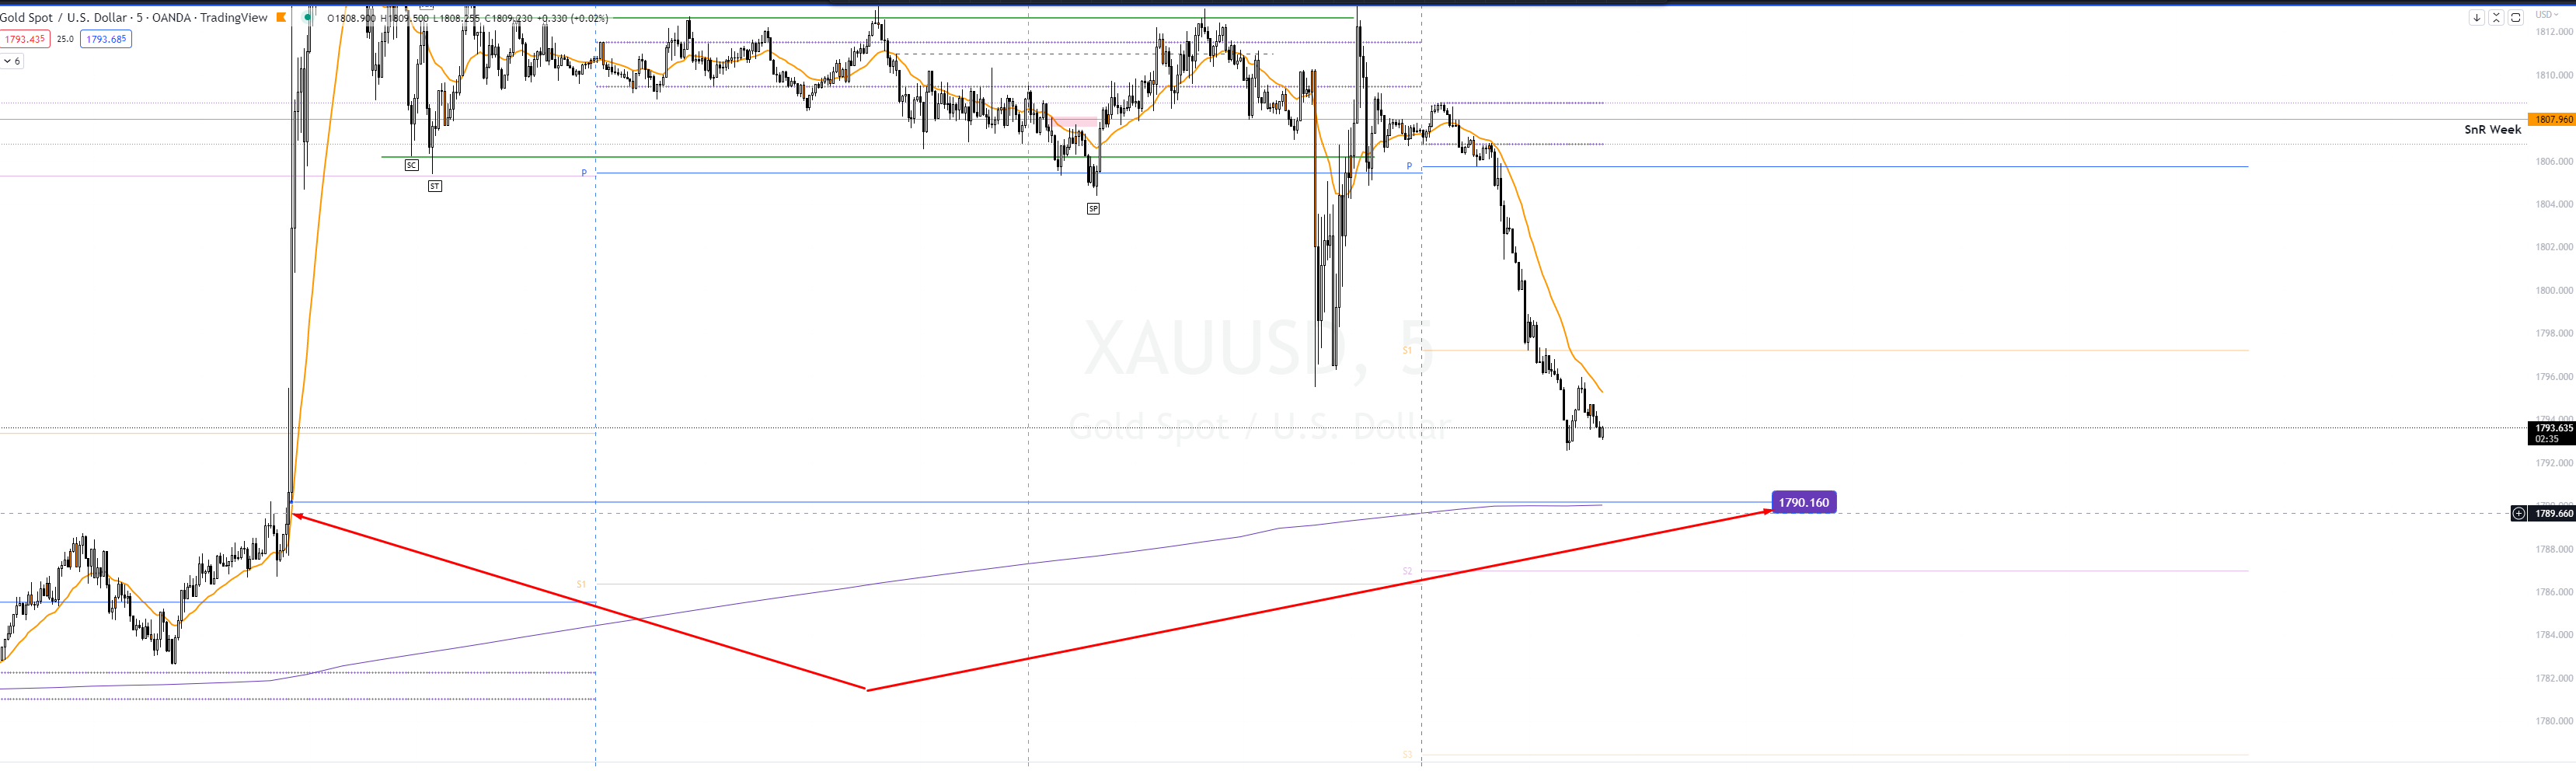 Gold Spot / U.S. Dollar · 5 · OANDA · TradingView O1808.900 H1809.500 L1808.255 C1809.230 +0.330 (+0.02%)
USD
1793.435 25.0 1793.685
6
1812.000
1810.000
1807.960
SnR Week
1806.000
SC
ST
SP
P
P
1804.000
1802.000
1800.000
XAUUSD, 5
Gold Spot / U.S. Dollar
1798.000
S1
1796.000
1794.000
1793.635
02:35
1792.000
1790.160
1789.660
1788.000
S1
S2
1786.000
1784.000
1782.000
1780.000
S3